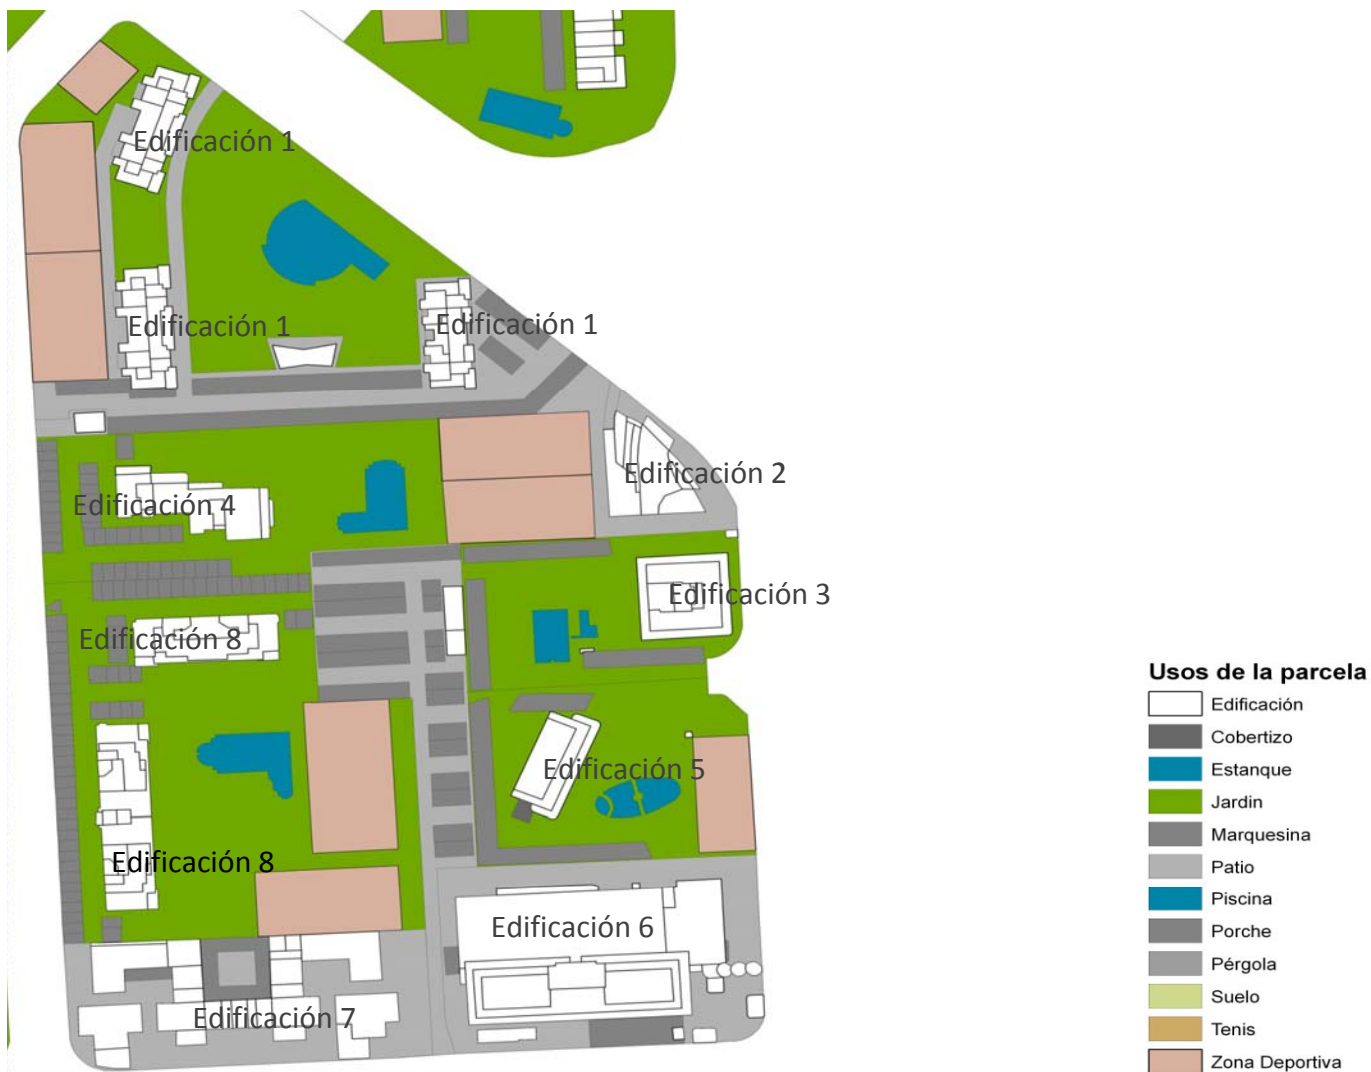 Edificación 1
Edificación 1
Edificación 1
Edificación 2
Edificación 4
Edificación 3
Edificación 8
Edificación 5
Edificación 8
Edificación 6
Edificación 7
Usos de la parcela
Edificación
Cobertizo
Estanque
Jardin
Marquesina
Patio
Piscina
Porche
Pérgola
Suelo
Tenis
Zona Deportiva